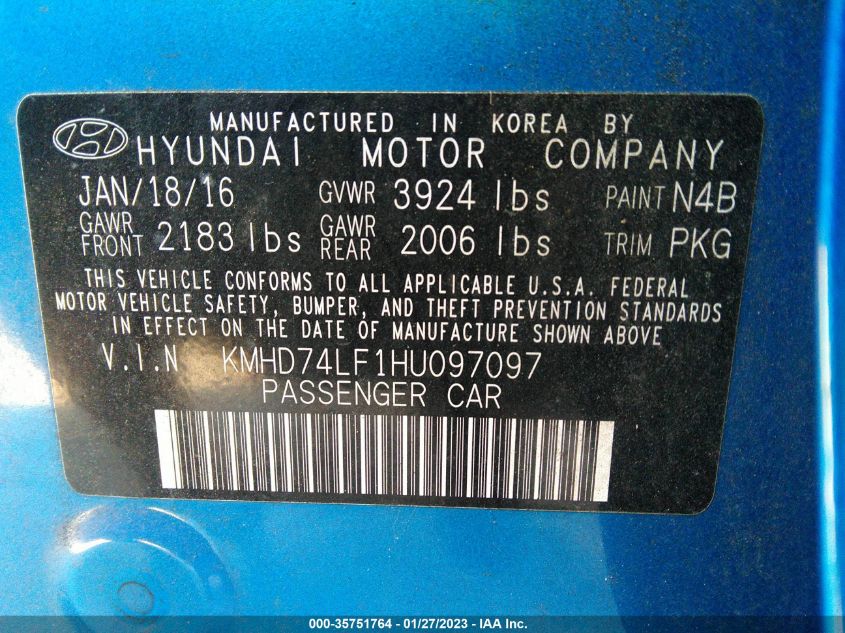 MANUFACTURED IN KOREA BY
HYUNDAI MOTOR COMPANY
JAN/18/16 GVWR 3924 lbs PAINT N4B
GAWR FRONT 2183 lbs GAWR REAR 2006 lbs TRIM PKG
THIS VEHICLE CONFORMS TO ALL APPLICABLE U.S.A. FEDERAL
MOTOR VEHICLE SAFETY, BUMPER, AND THEFT PREVENTION STANDARDS
IN EFFECT ON THE DATE OF MANUFACTURE SHOWN ABOVE
V.I.N KMHD74LF1HU097097
PASSENGER CAR
000-35751764 - 01/27/2023 - IAA Inc.